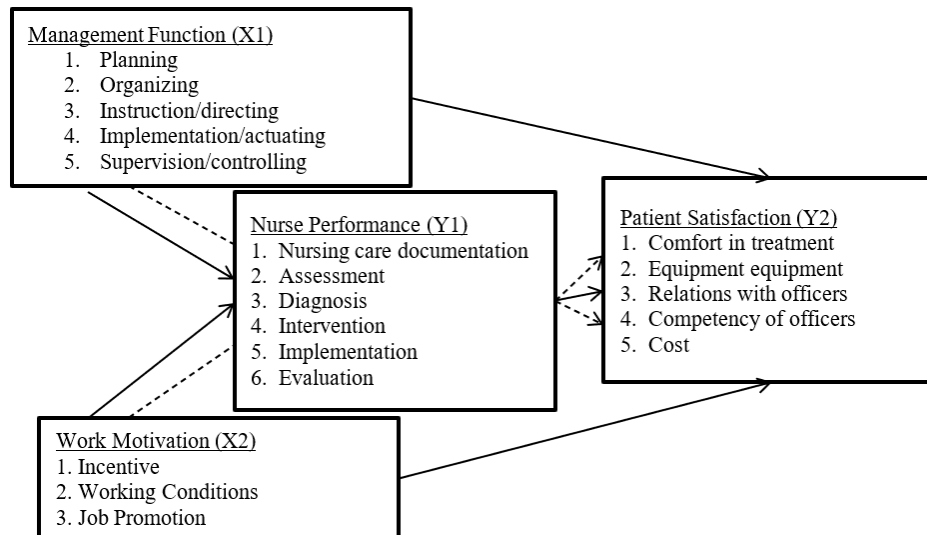 Management Function (X1)
1. Planning
2. Organizing
3. Instruction/directing
4. Implementation/actuating
5. Supervision/controlling
Nurse Performance (Y1)
1. Nursing care documentation
2. Assessment
3. Diagnosis
4. Intervention
5. Implementation
6. Evaluation
Patient Satisfaction (Y2)
1. Comfort in treatment
2. Equipment equipment
3. Relations with officers
4. Competency of officers
5. Cost
Work Motivation (X2)
1. Incentive
2. Working Conditions
3. Job Promotion